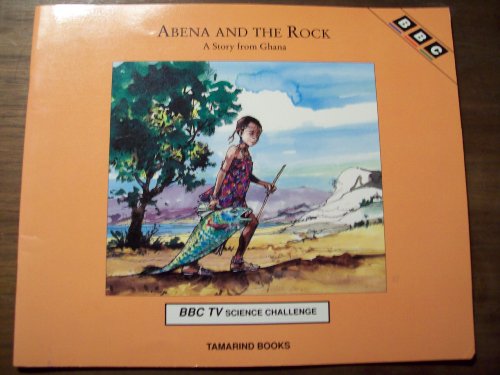 ABENA AND THE ROCK
A Story from Ghana
BBC
BBC TV SCIENCE CHALLENGE
TAMARIND BOOKS